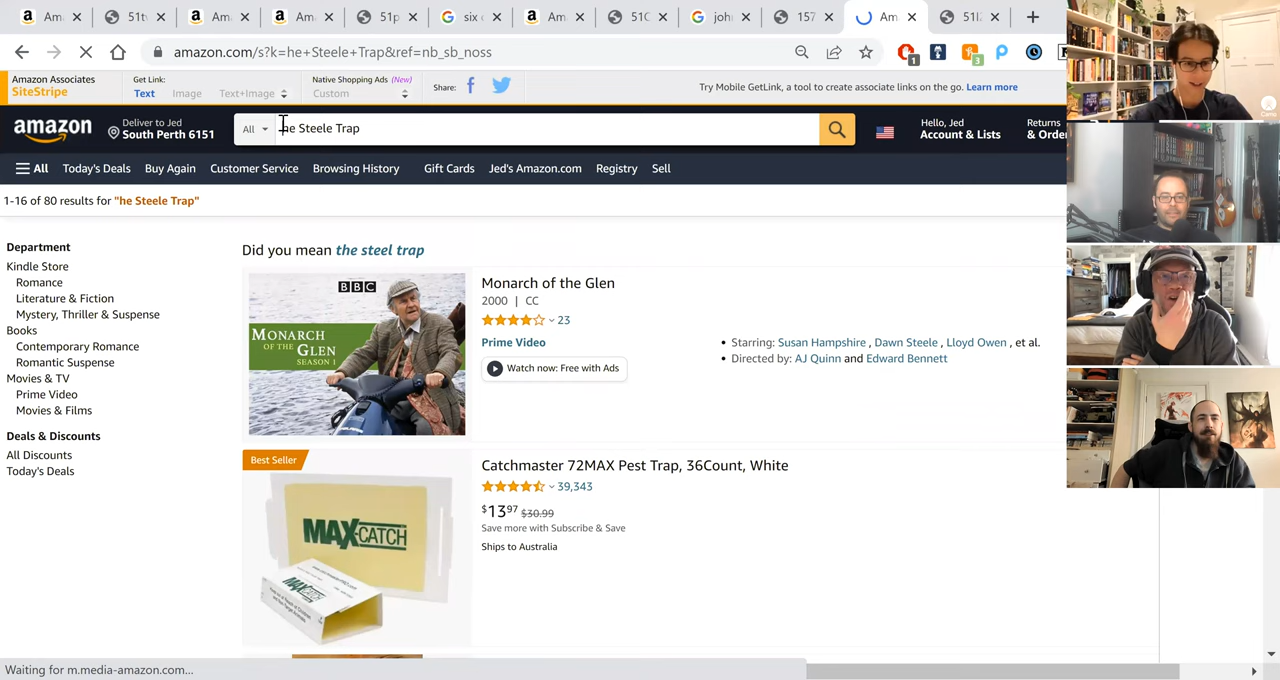 Am
51tv
Am
Am
51p
six c
Am
51C
joh
157
Am
51l2
amazon.com/s?k=he+Steele+Trap&ref=nb_sb_noss
1
3
Amazon Associates
SiteStripe
Get Link:
Text
Image
Text+Image
Native Shopping Ads (New)
Custom
Share:
Try Mobile GetLink, a tool to create associate links on the go. Learn more
amazon
Deliver to Jed
South Perth 6151
All
he Steele Trap
Hello, Jed
Account & Lists
Returns
& Orde
All
Today's Deals
Buy Again
Customer Service
Browsing History
Gift Cards
Jed's Amazon.com
Registry
Sell
1-16 of 80 results for "he Steele Trap"
Department
Kindle Store
Romance
Literature & Fiction
Mystery, Thriller & Suspense
Books
Contemporary Romance
Romantic Suspense
Movies & TV
Prime Video
Movies & Films
Deals & Discounts
All Discounts
Today's Deals
Did you mean the steel trap
BBC
MONARCH
OF THE GLEN
SEASON 1
Monarch of the Glen
2000 | CC
23
Prime Video
Watch now: Free with Ads
• Starring: Susan Hampshire , Dawn Steele , Lloyd Owen , et al.
• Directed by: AJ Quinn and Edward Bennett
Best Seller
MAX-CATCH
Catchmaster 72MAX Pest Trap, 36Count, White
39,343
$13 97 $30.99
Save more with Subscribe & Save
Ships to Australia
Waiting for m.media-amazon.com...